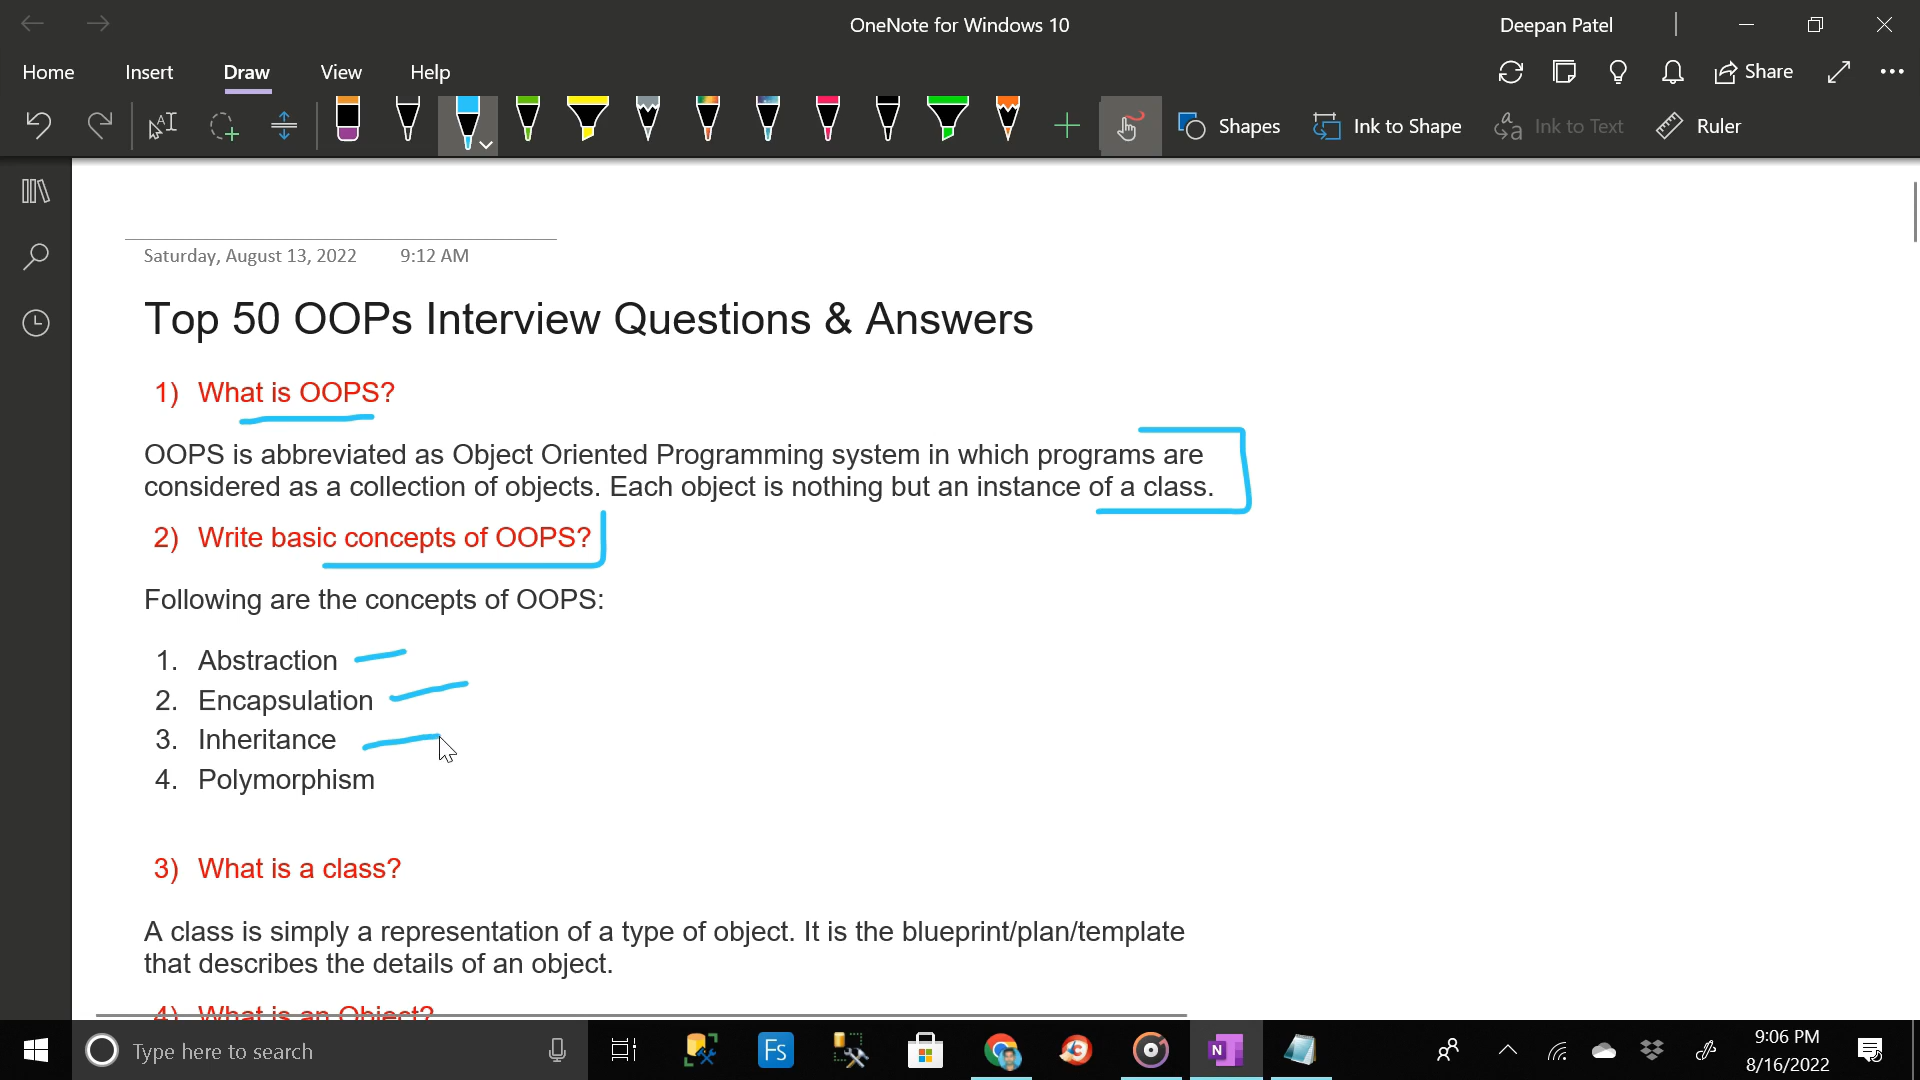 OneNote for Windows 10
Deepan Patel
Home Insert Draw View Help
Share
Shapes Ink to Shape Ink to Text Ruler
Saturday, August 13, 2022 9:12 AM
Top 50 OOPs Interview Questions & Answers
1) What is OOPS?
OOPS is abbreviated as Object Oriented Programming system in which programs are
considered as a collection of objects. Each object is nothing but an instance of a class.
2) Write basic concepts of OOPS?
Following are the concepts of OOPS:
1. Abstraction
2. Encapsulation
3. Inheritance
4. Polymorphism
3) What is a class?
A class is simply a representation of a type of object. It is the blueprint/plan/template
that describes the details of an object.
4) What is an Object?
Type here to search
Fs
N
9:06 PM
8/16/2022